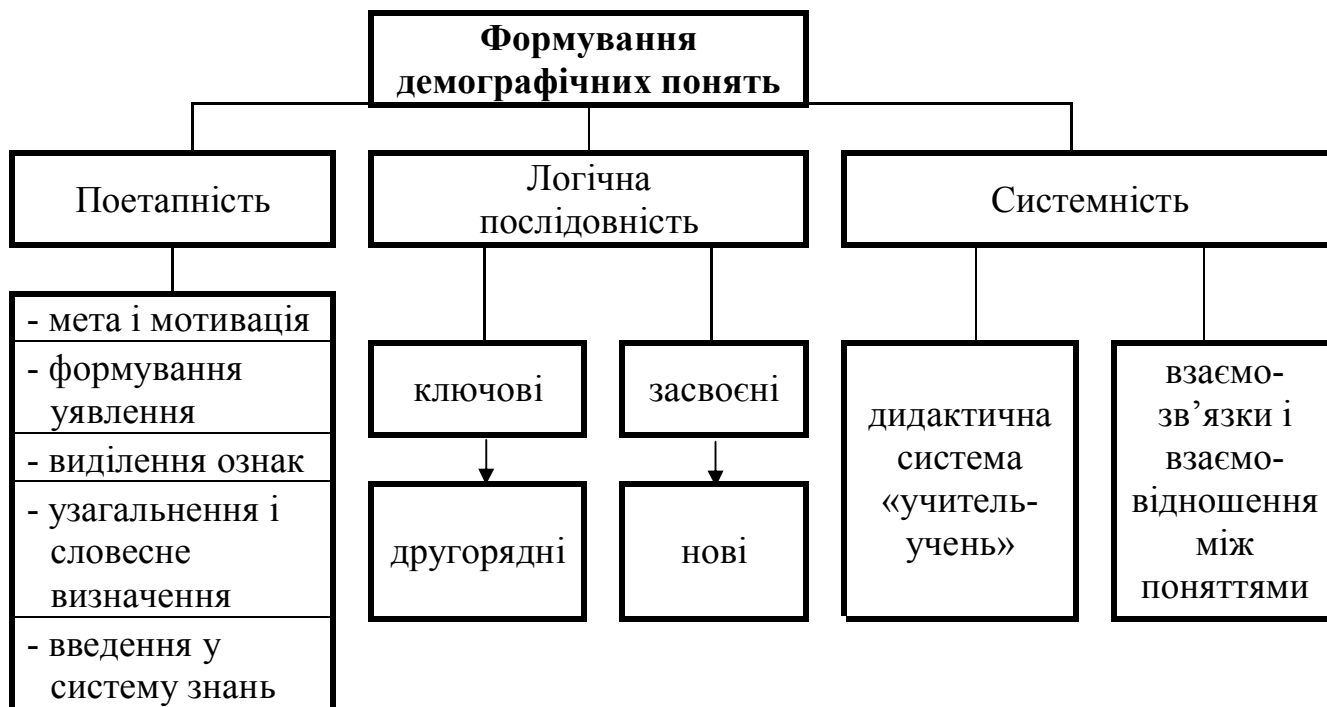 Формування
демографічних понять
Поетапність
Логічна
послідовність
Системність
- мета і мотивація
- формування
уявлення
- виділення ознак
- узагальнення і
словесне
визначення
- введення у
систему знань
ключові
другорядні
засвоєні
нові
дидактична
система
«учитель-
учень»
взаємо-
зв’язки і
взаємо-
відношення
між
поняттями